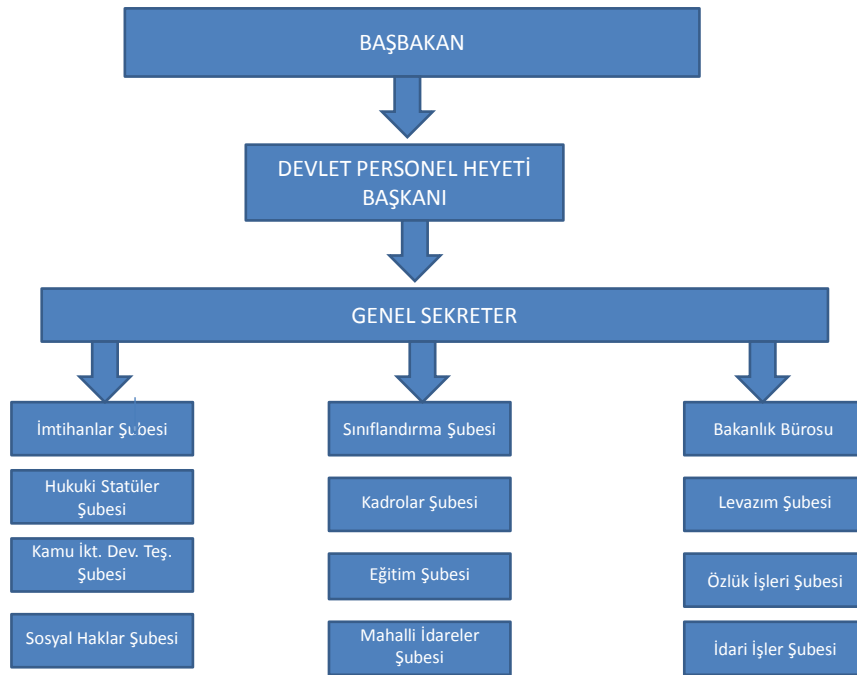 BAŞBAKAN
DEVLET PERSONEL HEYETİ
BAŞKANI
GENEL SEKRETER
İmtihanlar Şubesi
Hukuki Statüler
Şubesi
Kamu İkt. Dev. Teş.
Şubesi
Sosyal Haklar Şubesi
Sınıflandırma Şubesi
Kadrolar Şubesi
Eğitim Şubesi
Mahalli İdareler
Şubesi
Bakanlık Bürosu
Levazım Şubesi
Özlük İşleri Şubesi
İdari İşler Şubesi